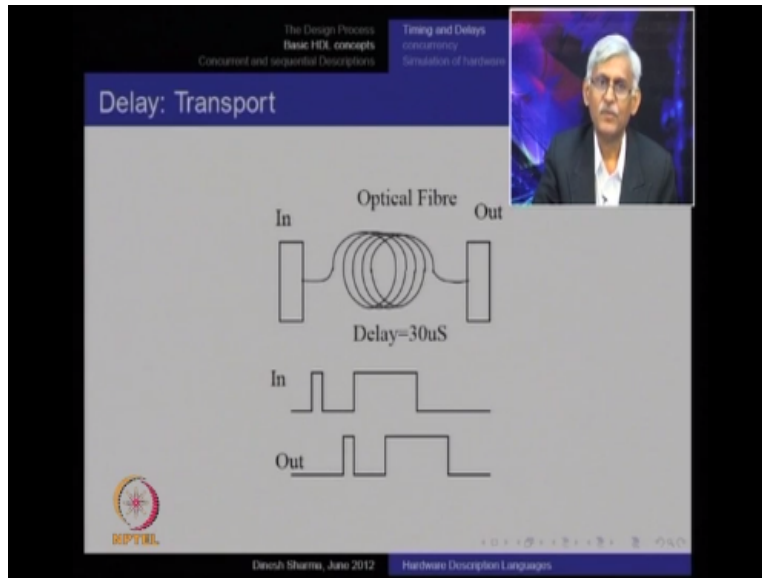 The Design Process
Basic HDL concepts
Concurrent and sequential Descriptions
Timing and Delays
concurrency
Simulation of hardware
Delay: Transport
Optical Fibre
In
Out
Delay=30uS
In
Out
NPTEL
Dinesh Sharma, June 2012
Hardware Description Languages